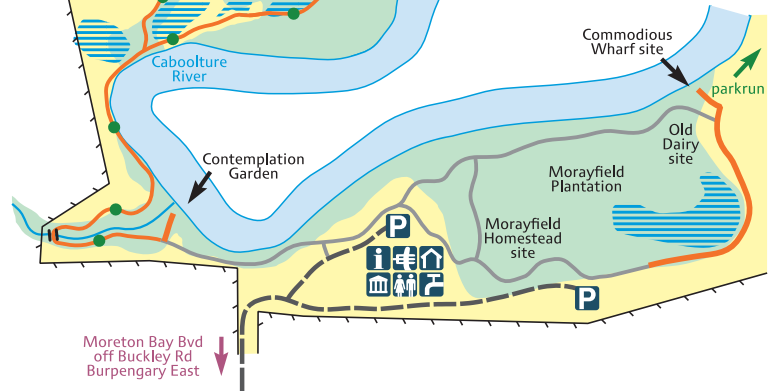 Commodious
Wharf site
Caboolture
River
parkrun
Contemplation
Garden
Old
Dairy
site
Morayfield
Plantation
Morayfield
Homestead
site
P
i
P
Moreton Bay Bvd
off Buckley Rd
Burpengary East